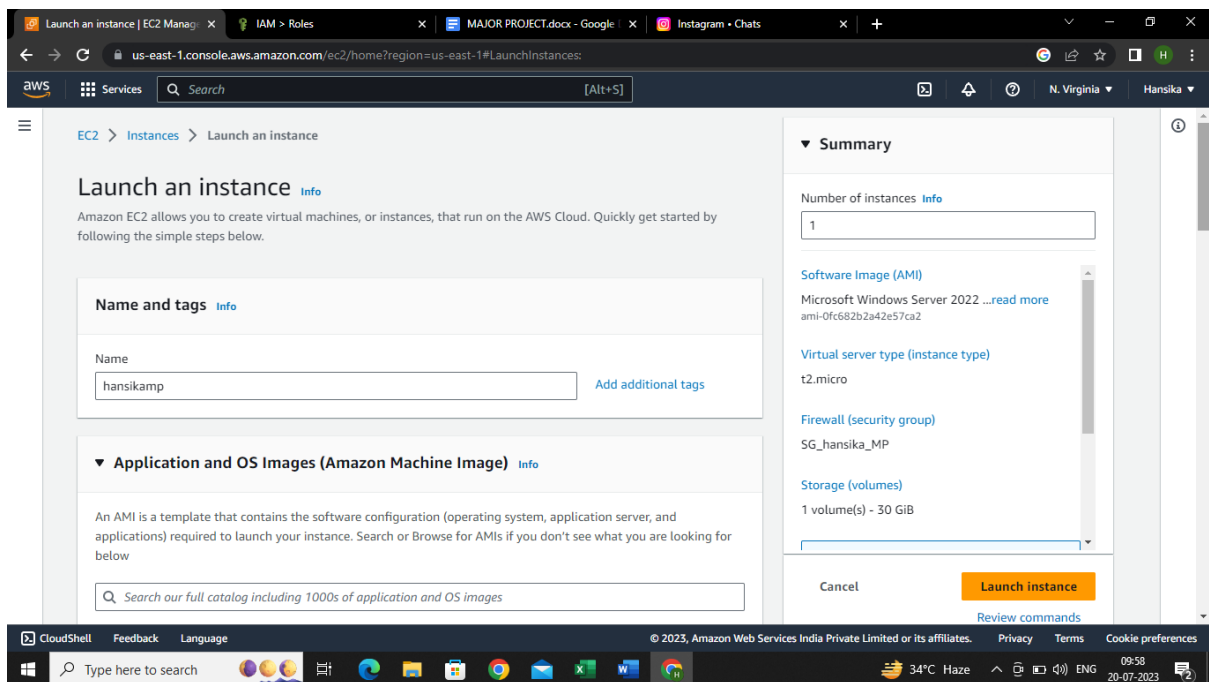 Launch an instance | EC2 Manage
IAM > Roles
MAJOR PROJECT.docx - Google
Instagram • Chats
us-east-1.console.aws.amazon.com/ec2/home?region=us-east-1#LaunchInstances:
H
aws
Services
Search
[Alt+S]
N. Virginia
Hansika
EC2 > Instances > Launch an instance
Launch an instance Info
Amazon EC2 allows you to create virtual machines, or instances, that run on the AWS Cloud. Quickly get started by
following the simple steps below.
Name and tags Info
Name
hansikamp
Add additional tags
Application and OS Images (Amazon Machine Image) Info
An AMI is a template that contains the software configuration (operating system, application server, and
applications) required to launch your instance. Search or Browse for AMIs if you don't see what you are looking for
below
Search our full catalog including 1000s of application and OS images
Summary
Number of instances Info
1
Software Image (AMI)
Microsoft Windows Server 2022 ...read more
ami-0fc682b2a42e57ca2
Virtual server type (instance type)
t2.micro
Firewall (security group)
SG_hansika_MP
Storage (volumes)
1 volume(s) - 30 GiB
Cancel
Launch instance
Review commands
CloudShell
Feedback
Language
© 2023, Amazon Web Services India Private Limited or its affiliates.
Privacy
Terms
Cookie preferences
Type here to search
34°C Haze
ENG
09:58
20-07-2023
2